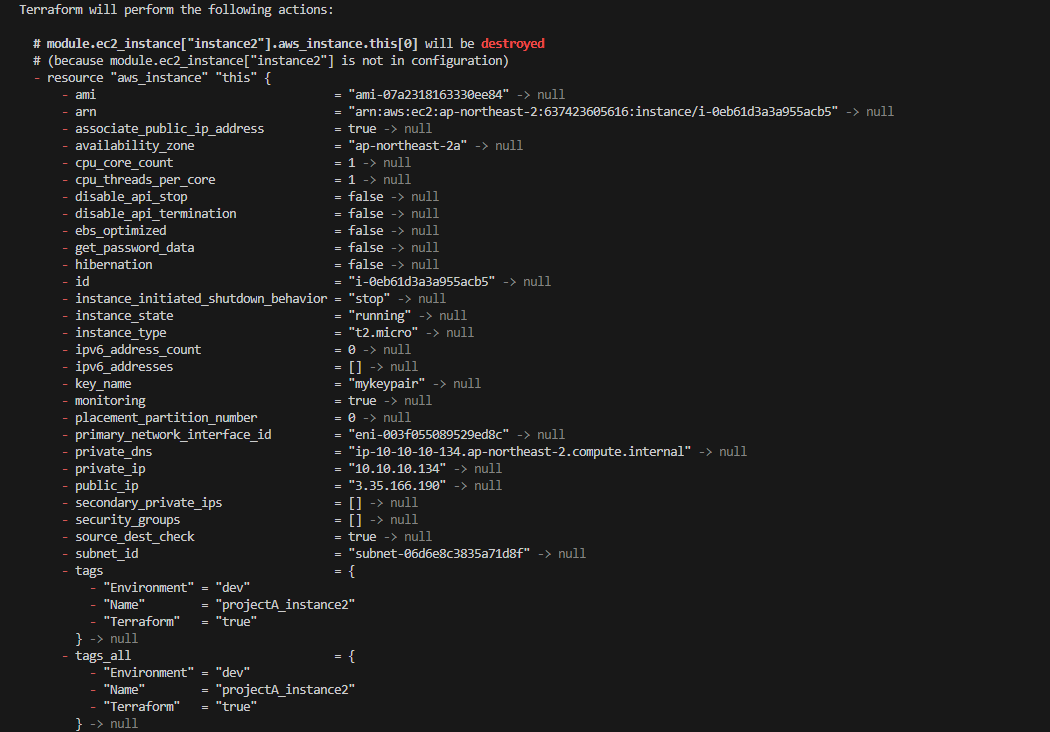 Terraform will perform the following actions:
# module.ec2_instance["instance2"].aws_instance.this[0] will be destroyed
# (because module.ec2_instance["instance2"] is not in configuration)
- resource "aws_instance" "this" {
- ami = "ami-07a2318163330ee84" -> null
- arn = "arn:aws:ec2:ap-northeast-2:637423605616:instance/i-0eb61d3a3a955acb5" -> null
- associate_public_ip_address = true -> null
- availability_zone = "ap-northeast-2a" -> null
- cpu_core_count = 1 -> null
- cpu_threads_per_core = 1 -> null
- disable_api_stop = false -> null
- disable_api_termination = false -> null
- ebs_optimized = false -> null
- get_password_data = false -> null
- hibernation = false -> null
- id = "i-0eb61d3a3a955acb5" -> null
- instance_initiated_shutdown_behavior = "stop" -> null
- instance_state = "running" -> null
- instance_type = "t2.micro" -> null
- ipv6_address_count = 0 -> null
- ipv6_addresses = [] -> null
- key_name = "mykeypair" -> null
- monitoring = true -> null
- placement_partition_number = 0 -> null
- primary_network_interface_id = "eni-003f055089529ed8c" -> null
- private_dns = "ip-10-10-10-134.ap-northeast-2.compute.internal" -> null
- private_ip = "10.10.10.134" -> null
- public_ip = "3.35.166.190" -> null
- secondary_private_ips = [] -> null
- security_groups = [] -> null
- source_dest_check = true -> null
- subnet_id = "subnet-06d6e8c3835a71d8f" -> null
- tags = {
- "Environment" = "dev"
- "Name" = "projectA_instance2"
- "Terraform" = "true"
} -> null
- tags_all = {
- "Environment" = "dev"
- "Name" = "projectA_instance2"
- "Terraform" = "true"
} -> null